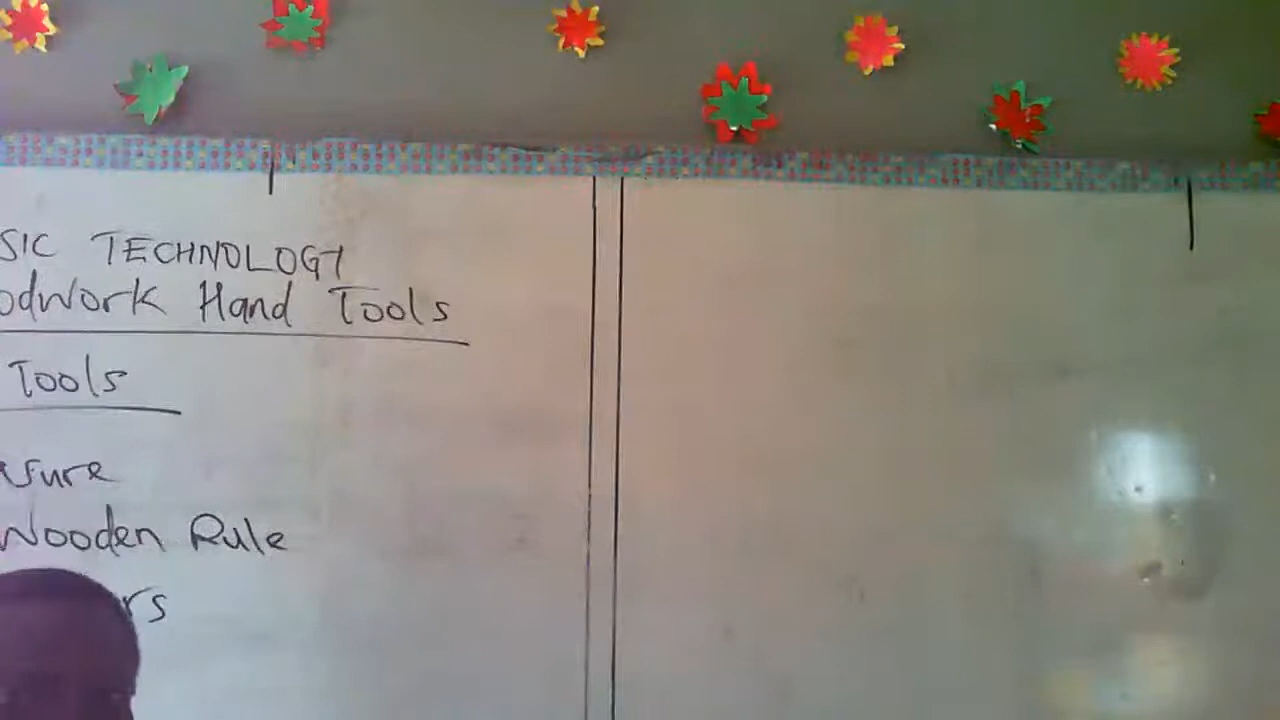 SIC TECHNOLOGY
odwork Hand Tools
Tools
sure
Wooden Rule
rs